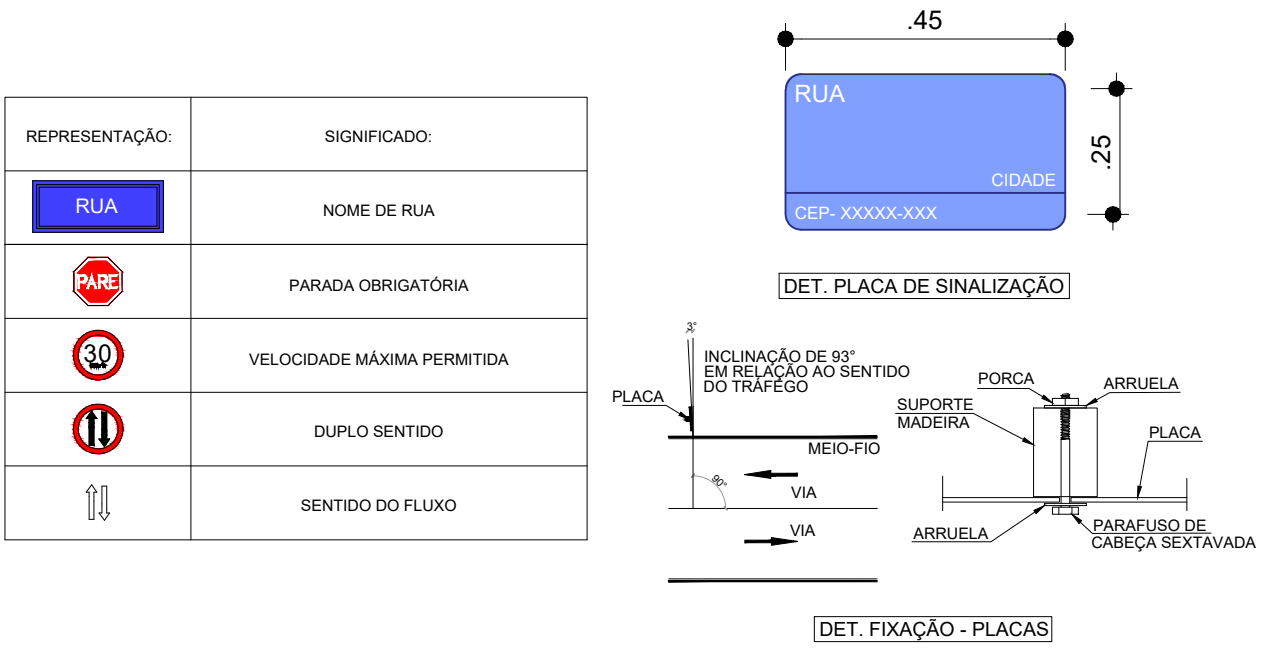 REPRESENTAÇÃO:
SIGNIFICADO:
RUA
NOME DE RUA
PARE
PARADA OBRIGATÓRIA
30
VELOCIDADE MÁXIMA PERMITIDA
DUPLO SENTIDO
SENTIDO DO FLUXO
.45
RUA
CIDADE
CEP- XXXXX-XXX
.25
DET. PLACA DE SINALIZAÇÃO
3°
INCLINAÇÃO DE 93°
EM RELAÇÃO AO SENTIDO
DO TRÁFEGO
PLACA
MEIO-FIO
90°
VIA
VIA
PORCA
ARRUELA
SUPORTE
MADEIRA
PLACA
ARRUELA
PARAFUSO DE
CABEÇA SEXTAVADA
DET. FIXAÇÃO - PLACAS